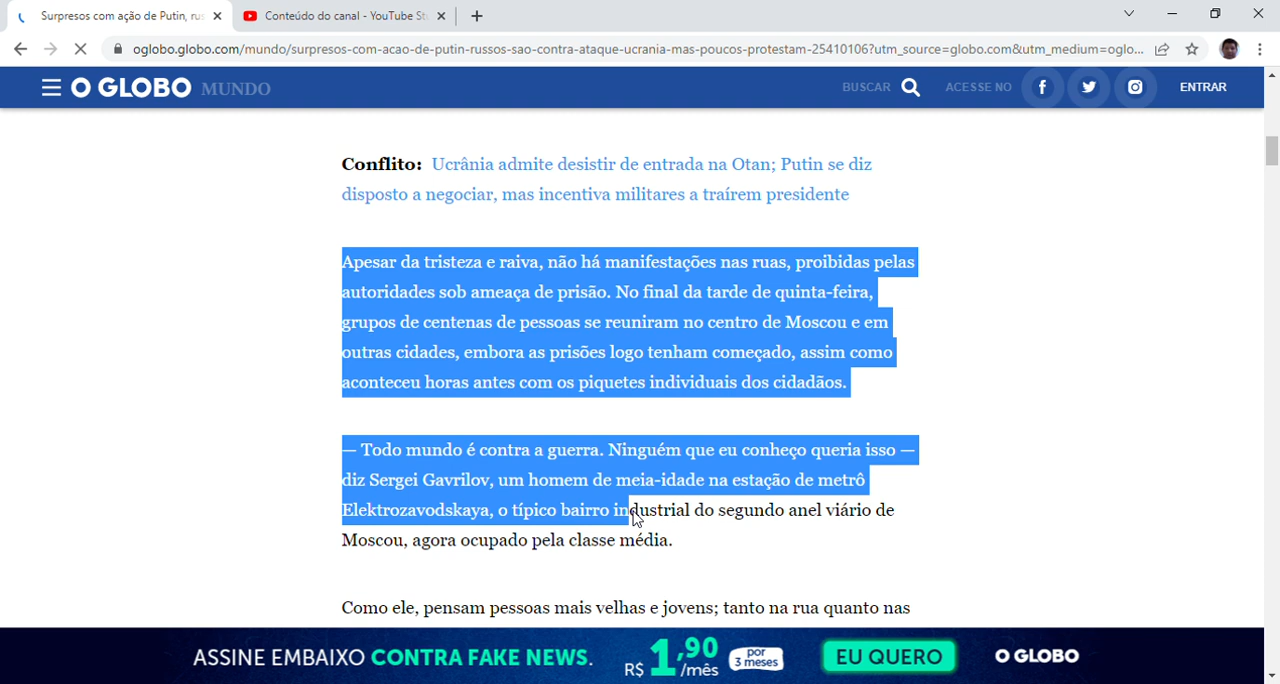 Surpresos com ação de Putin, rus
Conteúdo do canal - YouTube St
oglobo.globo.com/mundo/surpresos-com-acao-de-putin-russos-sao-contra-ataque-ucrania-mas-poucos-protestam-25410106?utm_source=globo.com&utm_medium=oglo...
O GLOBO MUNDO
BUSCAR
ACESSE NO
ENTRAR
Conflito: Ucrânia admite desistir de entrada na Otan; Putin se diz
disposto a negociar, mas incentiva militares a traírem presidente
Apesar da tristeza e raiva, não há manifestações nas ruas, proibidas pelas
autoridades sob ameaça de prisão. No final da tarde de quinta-feira,
grupos de centenas de pessoas se reuniram no centro de Moscou e em
outras cidades, embora as prisões logo tenham começado, assim como
aconteceu horas antes com os piquetes individuais dos cidadãos.
— Todo mundo é contra a guerra. Ninguém que eu conheço queria isso —
diz Sergei Gavrilov, um homem de meia-idade na estação de metrô
Elektrozavodskaya, o típico bairro industrial do segundo anel viário de
Moscou, agora ocupado pela classe média.
Como ele, pensam pessoas mais velhas e jovens; tanto na rua quanto nas
ASSINE EMBAIXO CONTRA FAKE NEWS.
R$ 1,90 /mês
por
3 meses
EU QUERO
O GLOBO